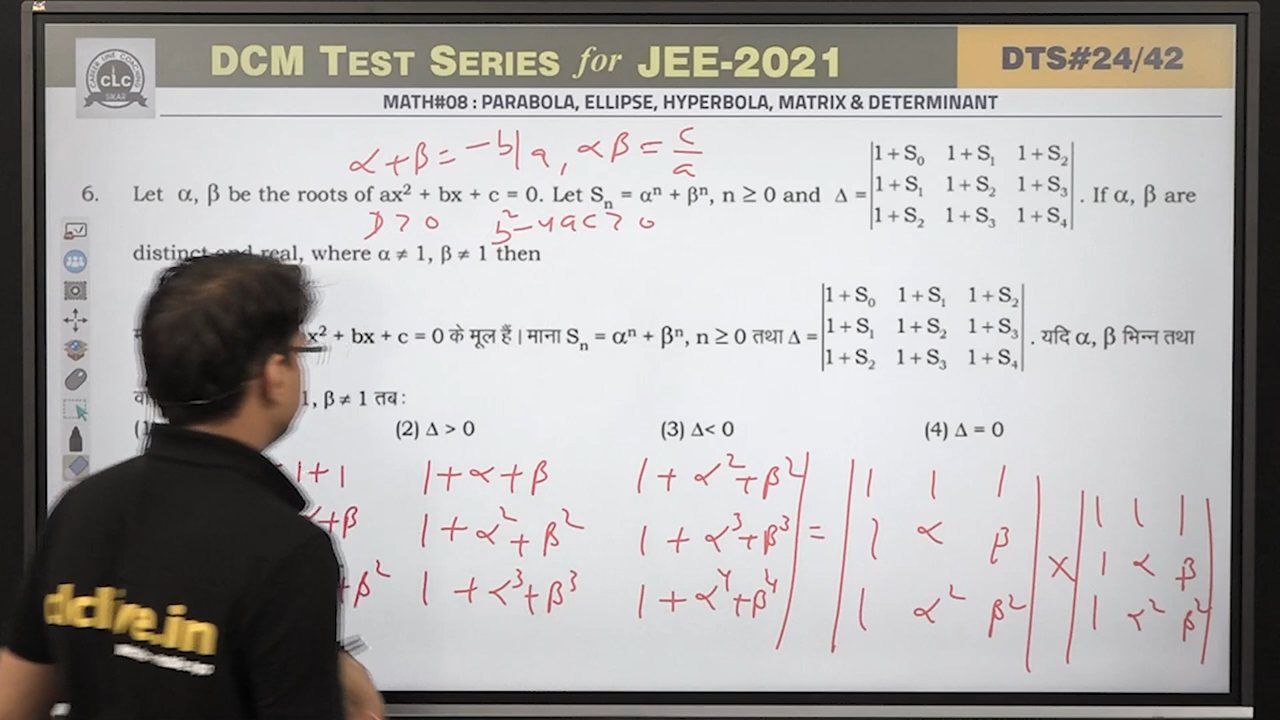 CLC
SIKAR
DCM TEST SERIES for JEE-2021
DTS#24/42
MATH#08 : PARABOLA, ELLIPSE, HYPERBOLA, MATRIX & DETERMINANT
α + β = -b/a, αβ = c/a
6. Let α, β be the roots of ax² + bx + c = 0. Let Sₙ = αⁿ + βⁿ, n ≥ 0 and Δ = |1+S₀ 1+S₁ 1+S₂; 1+S₁ 1+S₂ 1+S₃; 1+S₂ 1+S₃ 1+S₄|. If α, β are
D > 0 b² - 4ac > 0
distinct and real, where α ≠ 1, β ≠ 1 then
x² + bx + c = 0 के मूल हैं। माना Sₙ = αⁿ + βⁿ, n ≥ 0 तथा Δ = |1+S₀ 1+S₁ 1+S₂; 1+S₁ 1+S₂ 1+S₃; 1+S₂ 1+S₃ 1+S₄|. यदि α, β भिन्न तथा
1, β ≠ 1 तब :
(2) Δ > 0 (3) Δ< 0 (4) Δ = 0
1+1 1+α+β 1+α²+β² | 1 1 1 | | 1 1 1 |
+β 1+α²+β² 1+α³+β³ = | 1 α β | × | 1 α β |
+β² 1+α³+β³ 1+α⁴+β⁴ | 1 α² β² | | 1 α² β² |
dclive.in